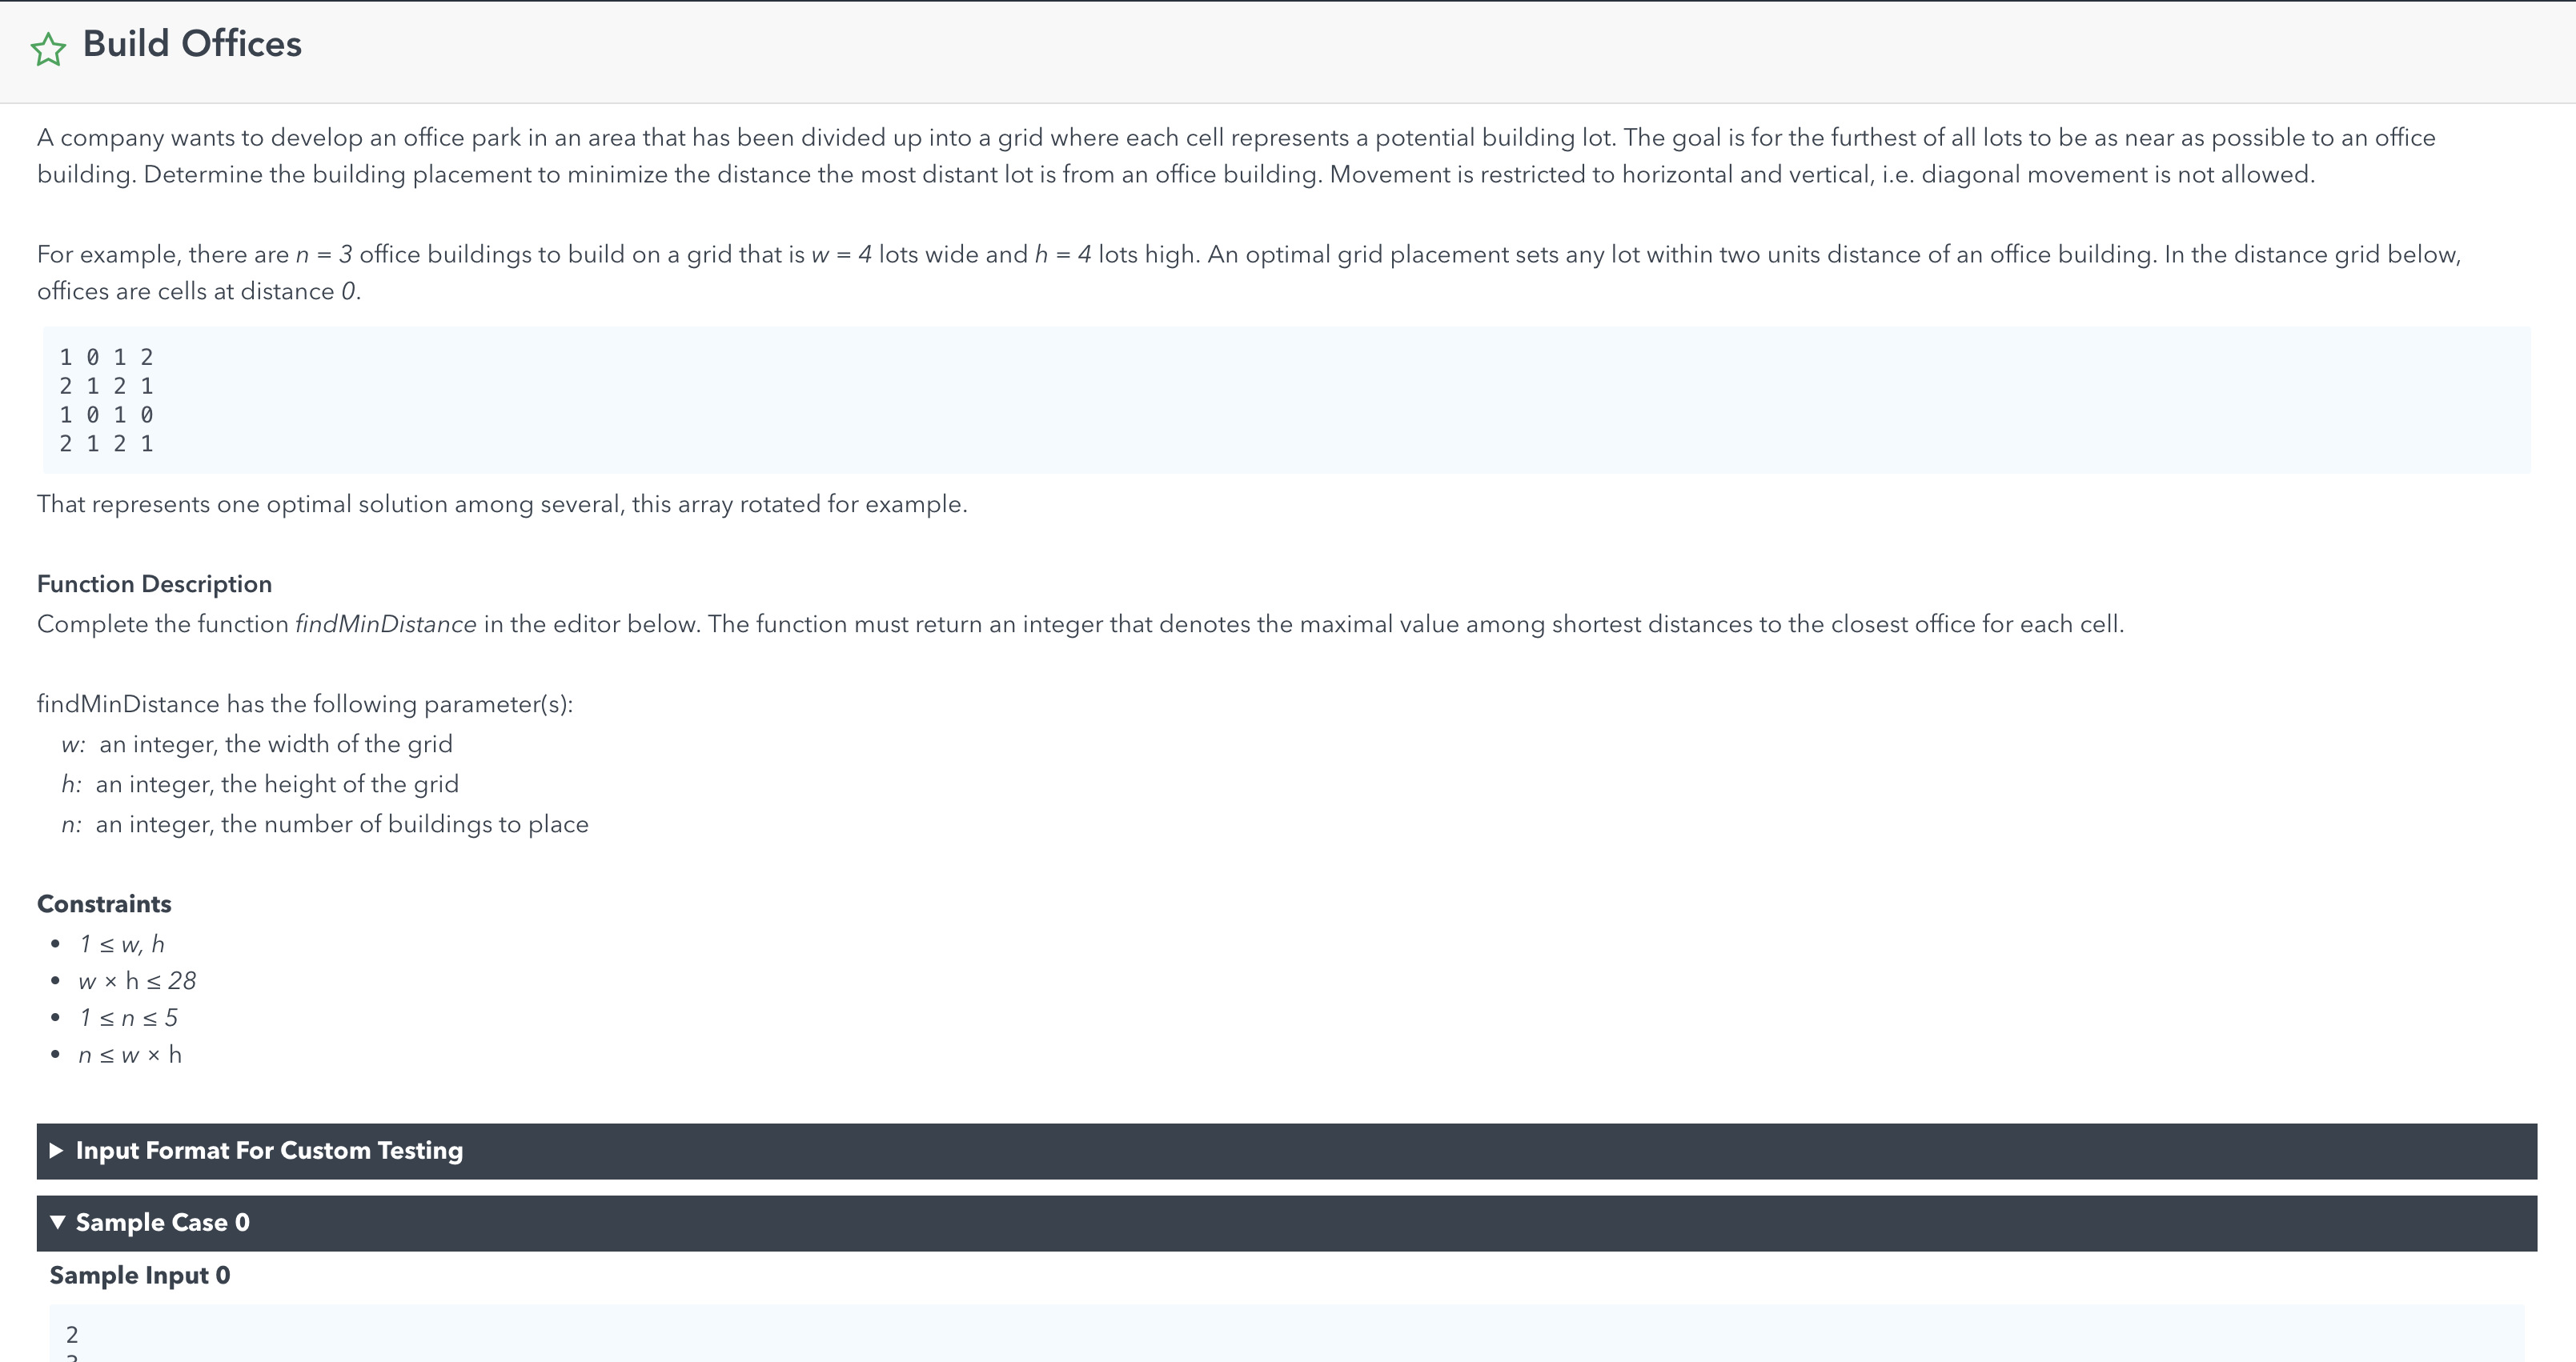 Build Offices
A company wants to develop an office park in an area that has been divided up into a grid where each cell represents a potential building lot. The goal is for the furthest of all lots to be as near as possible to an office
building. Determine the building placement to minimize the distance the most distant lot is from an office building. Movement is restricted to horizontal and vertical, i.e. diagonal movement is not allowed.
For example, there are n = 3 office buildings to build on a grid that is w = 4 lots wide and h = 4 lots high. An optimal grid placement sets any lot within two units distance of an office building. In the distance grid below,
offices are cells at distance 0.
1 0 1 2
2 1 2 1
1 0 1 0
2 1 2 1
That represents one optimal solution among several, this array rotated for example.
Function Description
Complete the function findMinDistance in the editor below. The function must return an integer that denotes the maximal value among shortest distances to the closest office for each cell.
findMinDistance has the following parameter(s):
w: an integer, the width of the grid
h: an integer, the height of the grid
n: an integer, the number of buildings to place
Constraints
• 1 ≤ w, h
• w × h ≤ 28
• 1 ≤ n ≤ 5
• n ≤ w × h
▶ Input Format For Custom Testing
▼ Sample Case 0
Sample Input 0
2